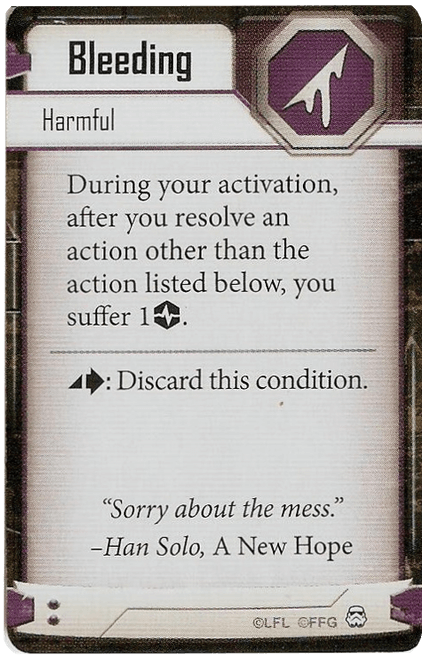 Bleeding
Harmful
During your activation,
after you resolve an
action other than the
action listed below, you
suffer 1.
: Discard this condition.
“Sorry about the mess.”
–Han Solo, A New Hope
©LFL ©FFG